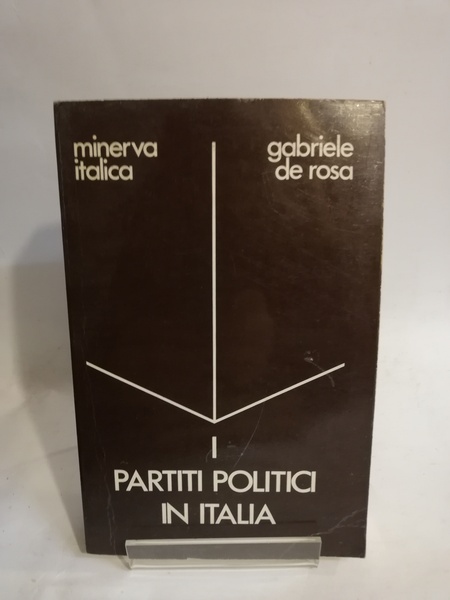 minerva
italica
gabriele
de rosa
I
PARTITI POLITICI
IN ITALIA